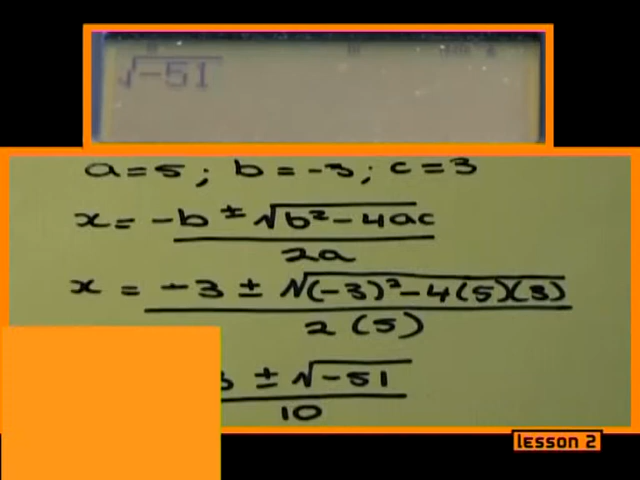 √-51
a = 5 ; b = -3 ; c = 3
x = -b ± √b² - 4ac
2a
x = -3 ± √(-3)² - 4(5)(3)
2 (5)
± √-51
10
lesson 2